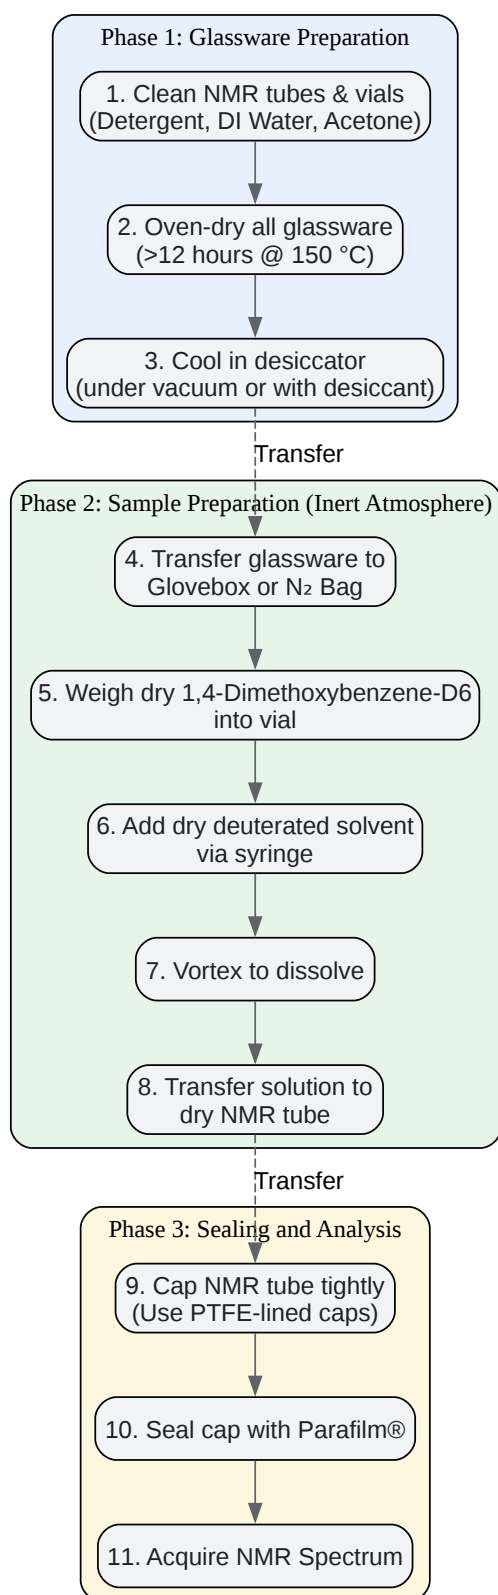 Phase 1: Glassware Preparation
1. Clean NMR tubes & vials
(Detergent, DI Water, Acetone)
2. Oven-dry all glassware
(>12 hours @ 150 °C)
3. Cool in desiccator
(under vacuum or with desiccant)
Transfer
Phase 2: Sample Preparation (Inert Atmosphere)
4. Transfer glassware to
Glovebox or N₂ Bag
5. Weigh dry 1,4-Dimethoxybenzene-D6
into vial
6. Add dry deuterated solvent
via syringe
7. Vortex to dissolve
8. Transfer solution to
dry NMR tube
Transfer
Phase 3: Sealing and Analysis
9. Cap NMR tube tightly
(Use PTFE-lined caps)
10. Seal cap with Parafilm®
11. Acquire NMR Spectrum